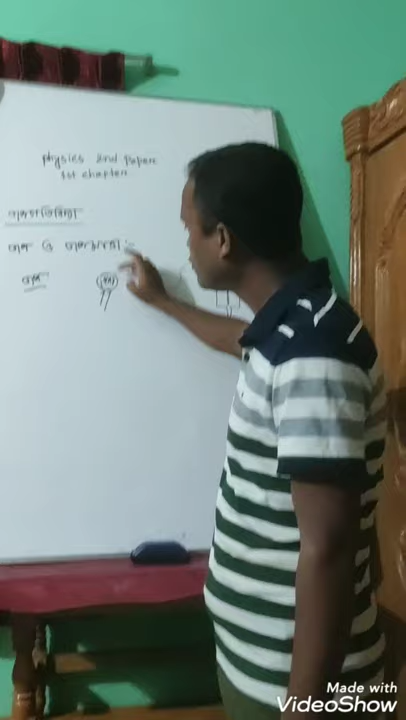 physics 2nd paper
1st chapter
তাপগতিবিদ্যা
তাপ ও তাপমাত্রা :-
তাপ
Made with
VideoShow